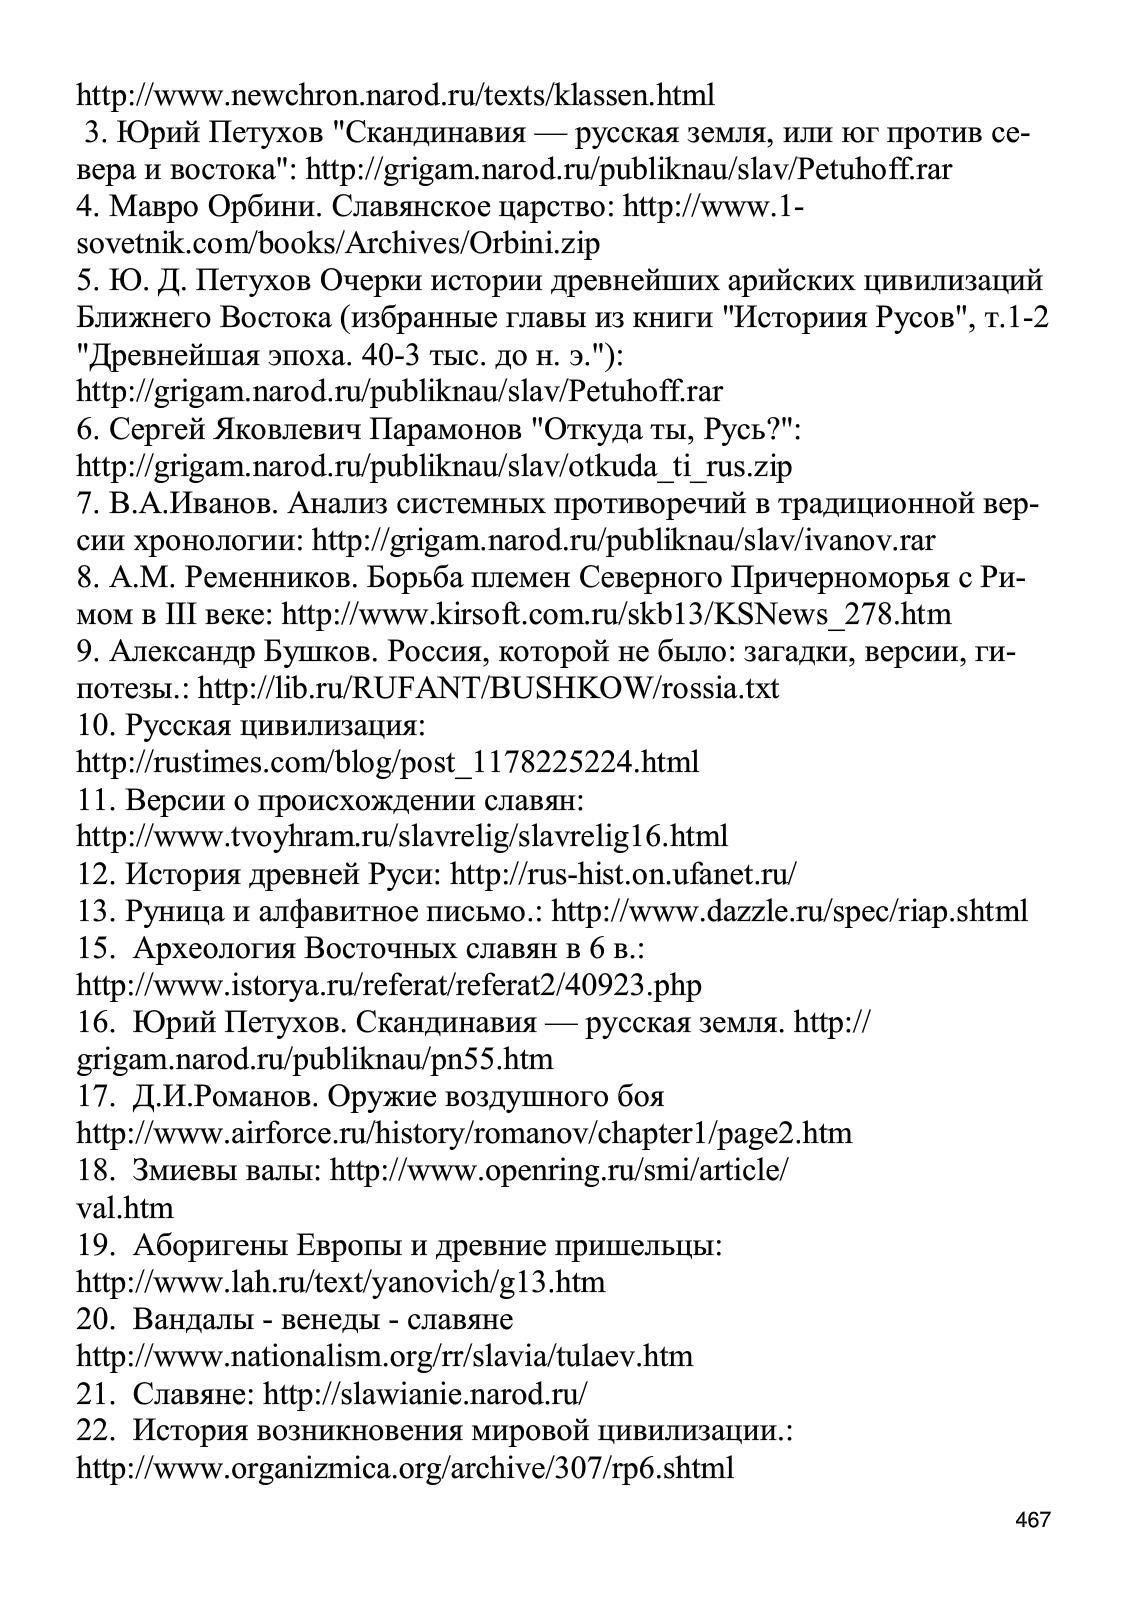 http://www.newchron.narod.ru/texts/klassen.html
3. Юрий Петухов "Скандинавия — русская земля, или юг против се-
вера и востока": http://grigam.narod.ru/publiknau/slav/Petuhoff.rar
4. Мавро Орбини. Славянское царство: http://www.1-
sovetnik.com/books/Archives/Orbini.zip
5. Ю. Д. Петухов Очерки истории древнейших арийских цивилизаций
Ближнего Востока (избранные главы из книги "Историия Русов", т.1-2
"Древнейшая эпоха. 40-3 тыс. до н. э."):
http://grigam.narod.ru/publiknau/slav/Petuhoff.rar
6. Сергей Яковлевич Парамонов "Откуда ты, Русь?":
http://grigam.narod.ru/publiknau/slav/otkuda_ti_rus.zip
7. В.А.Иванов. Анализ системных противоречий в традиционной вер-
сии хронологии: http://grigam.narod.ru/publiknau/slav/ivanov.rar
8. А.М. Ременников. Борьба племен Северного Причерноморья с Ри-
мом в III веке: http://www.kirsoft.com.ru/skb13/KSNews_278.htm
9. Александр Бушков. Россия, которой не было: загадки, версии, ги-
потезы.: http://lib.ru/RUFANT/BUSHKOW/rossia.txt
10. Русская цивилизация:
http://rustimes.com/blog/post_1178225224.html
11. Версии о происхождении славян:
http://www.tvoyhram.ru/slavrelig/slavrelig16.html
12. История древней Руси: http://rus-hist.on.ufanet.ru/
13. Руница и алфавитное письмо.: http://www.dazzle.ru/spec/riap.shtml
15. Археология Восточных славян в 6 в.:
http://www.istorya.ru/referat/referat2/40923.php
16. Юрий Петухов. Скандинавия — русская земля. http://
grigam.narod.ru/publiknau/pn55.htm
17. Д.И.Романов. Оружие воздушного боя
http://www.airforce.ru/history/romanov/chapter1/page2.htm
18. Змиевы валы: http://www.openring.ru/smi/article/
val.htm
19. Аборигены Европы и древние пришельцы:
http://www.lah.ru/text/yanovich/g13.htm
20. Вандалы - венеды - славяне
http://www.nationalism.org/rr/slavia/tulaev.htm
21. Славяне: http://slawianie.narod.ru/
22. История возникновения мировой цивилизации.:
http://www.organizmica.org/archive/307/rp6.shtml
467